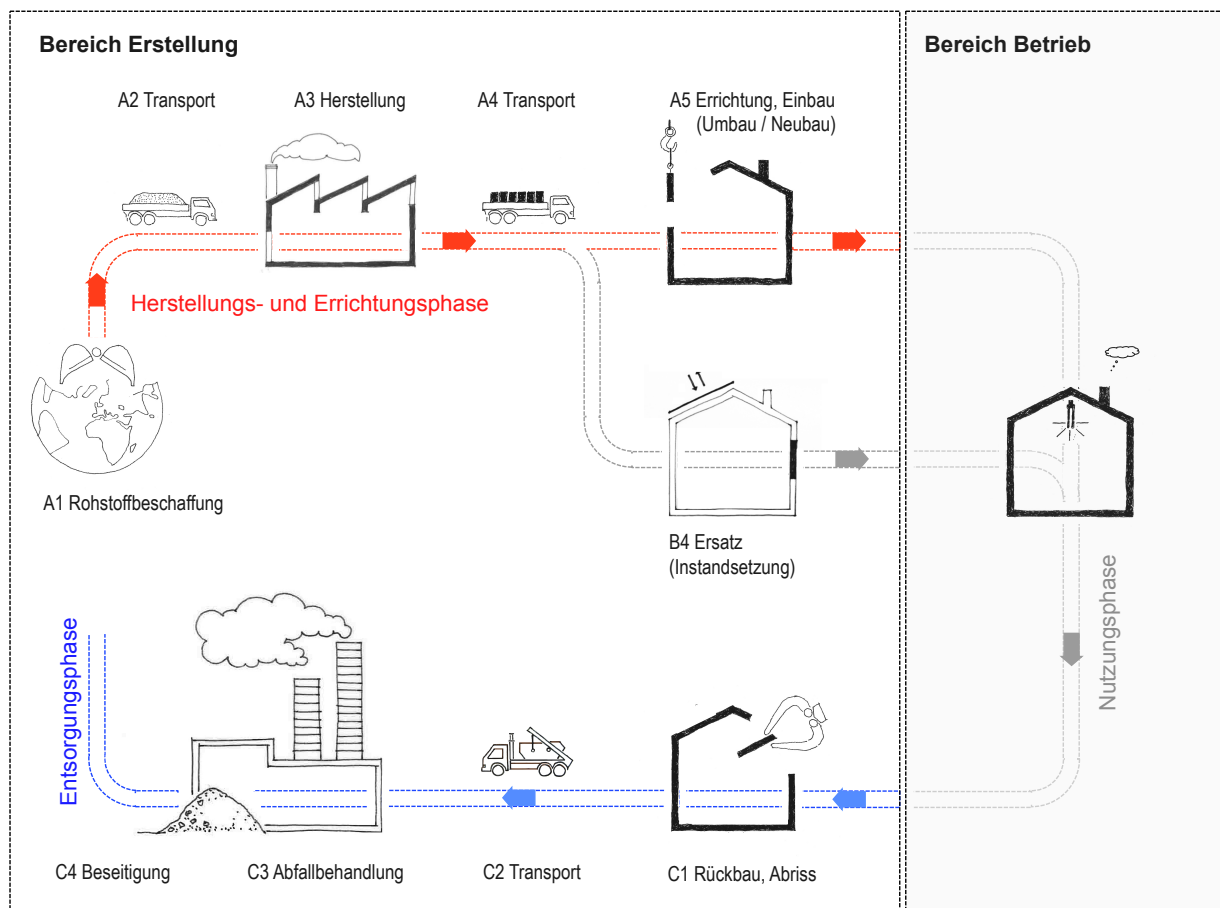 Bereich Erstellung
Bereich Betrieb
A2 Transport
A3 Herstellung
A4 Transport
A5 Errichtung, Einbau
(Umbau / Neubau)
Herstellungs- und Errichtungsphase
A1 Rohstoffbeschaffung
B4 Ersatz
(Instandsetzung)
Nutzungsphase
Entsorgungsphase
C4 Beseitigung
C3 Abfallbehandlung
C2 Transport
C1 Rückbau, Abriss